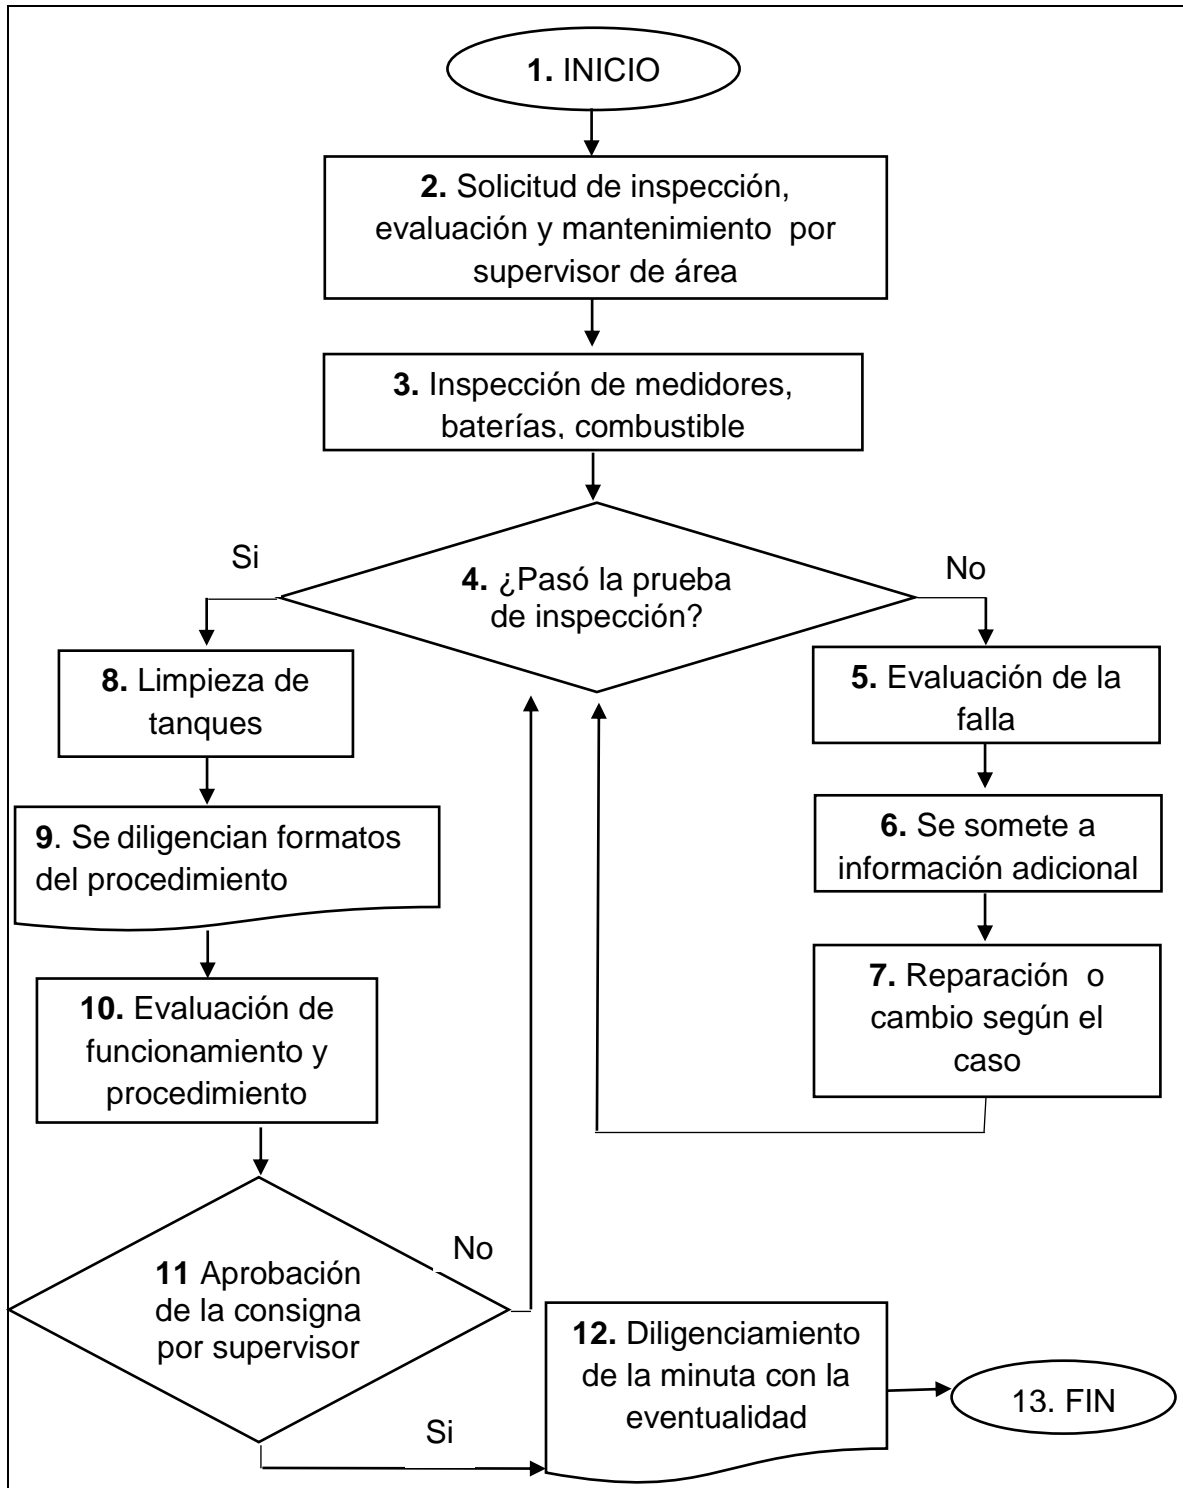 1. INICIO
2. Solicitud de inspección,
evaluación y mantenimiento por
supervisor de área
3. Inspección de medidores,
baterías, combustible
4. ¿Pasó la prueba
de inspección?
Si
No
5. Evaluación de la
falla
6. Se somete a
información adicional
7. Reparación o
cambio según el
caso
8. Limpieza de
tanques
9. Se diligencian formatos
del procedimiento
10. Evaluación de
funcionamiento y
procedimiento
11 Aprobación
de la consigna
por supervisor
No
Si
12. Diligenciamiento
de la minuta con la
eventualidad
13. FIN